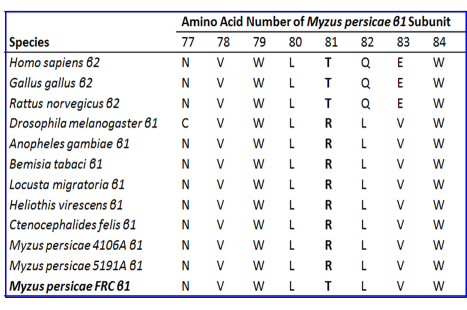 Amino Acid Number of Myzus persicae β1 Subunit
Species 77 78 79 80 81 82 83 84
Homo sapiens β2 N V W L T Q E W
Gallus gallus β2 N V W L T Q E W
Rattus norvegicus β2 N V W L T Q E W
Drosophila melanogaster β1 C V W L R L V W
Anopheles gambiae β1 N V W L R L V W
Bemisia tabaci β1 N V W L R L V W
Locusta migratoria β1 N V W L R L V W
Heliothis virescens β1 N V W L R L V W
Ctenocephalides felis β1 N V W L R L V W
Myzus persicae 4106A β1 N V W L R L V W
Myzus persicae 5191A β1 N V W L R L V W
Myzus persicae FRC β1 N V W L T L V W